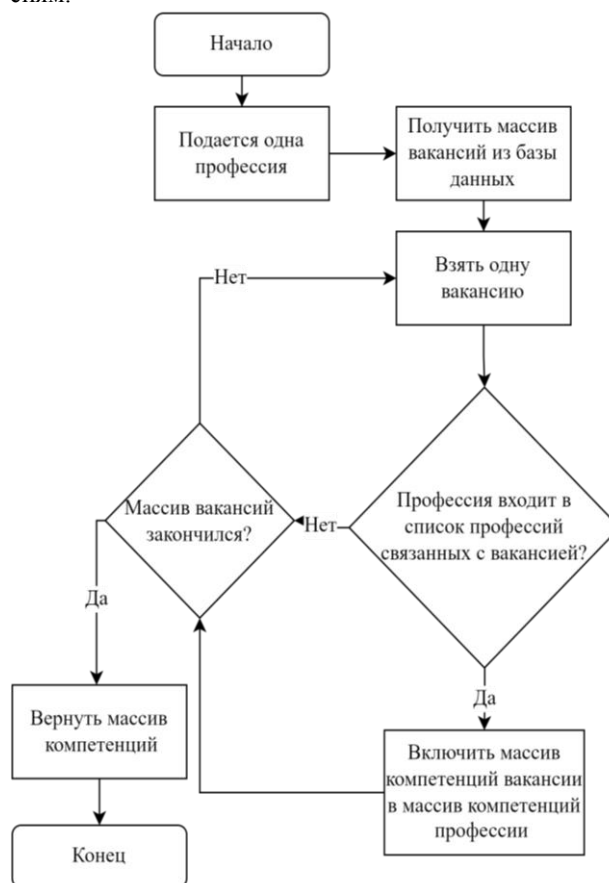 Начало
Подается одна
профессия
Получить массив
вакансий из базы
данных
Взять одну
вакансию
Нет
Профессия входит в
список профессий
связанных с вакансией?
Нет
Массив вакансий
закончился?
Да
Да
Вернуть массив
компетенций
Включить массив
компетенций вакансии
в массив компетенций
профессии
Конец